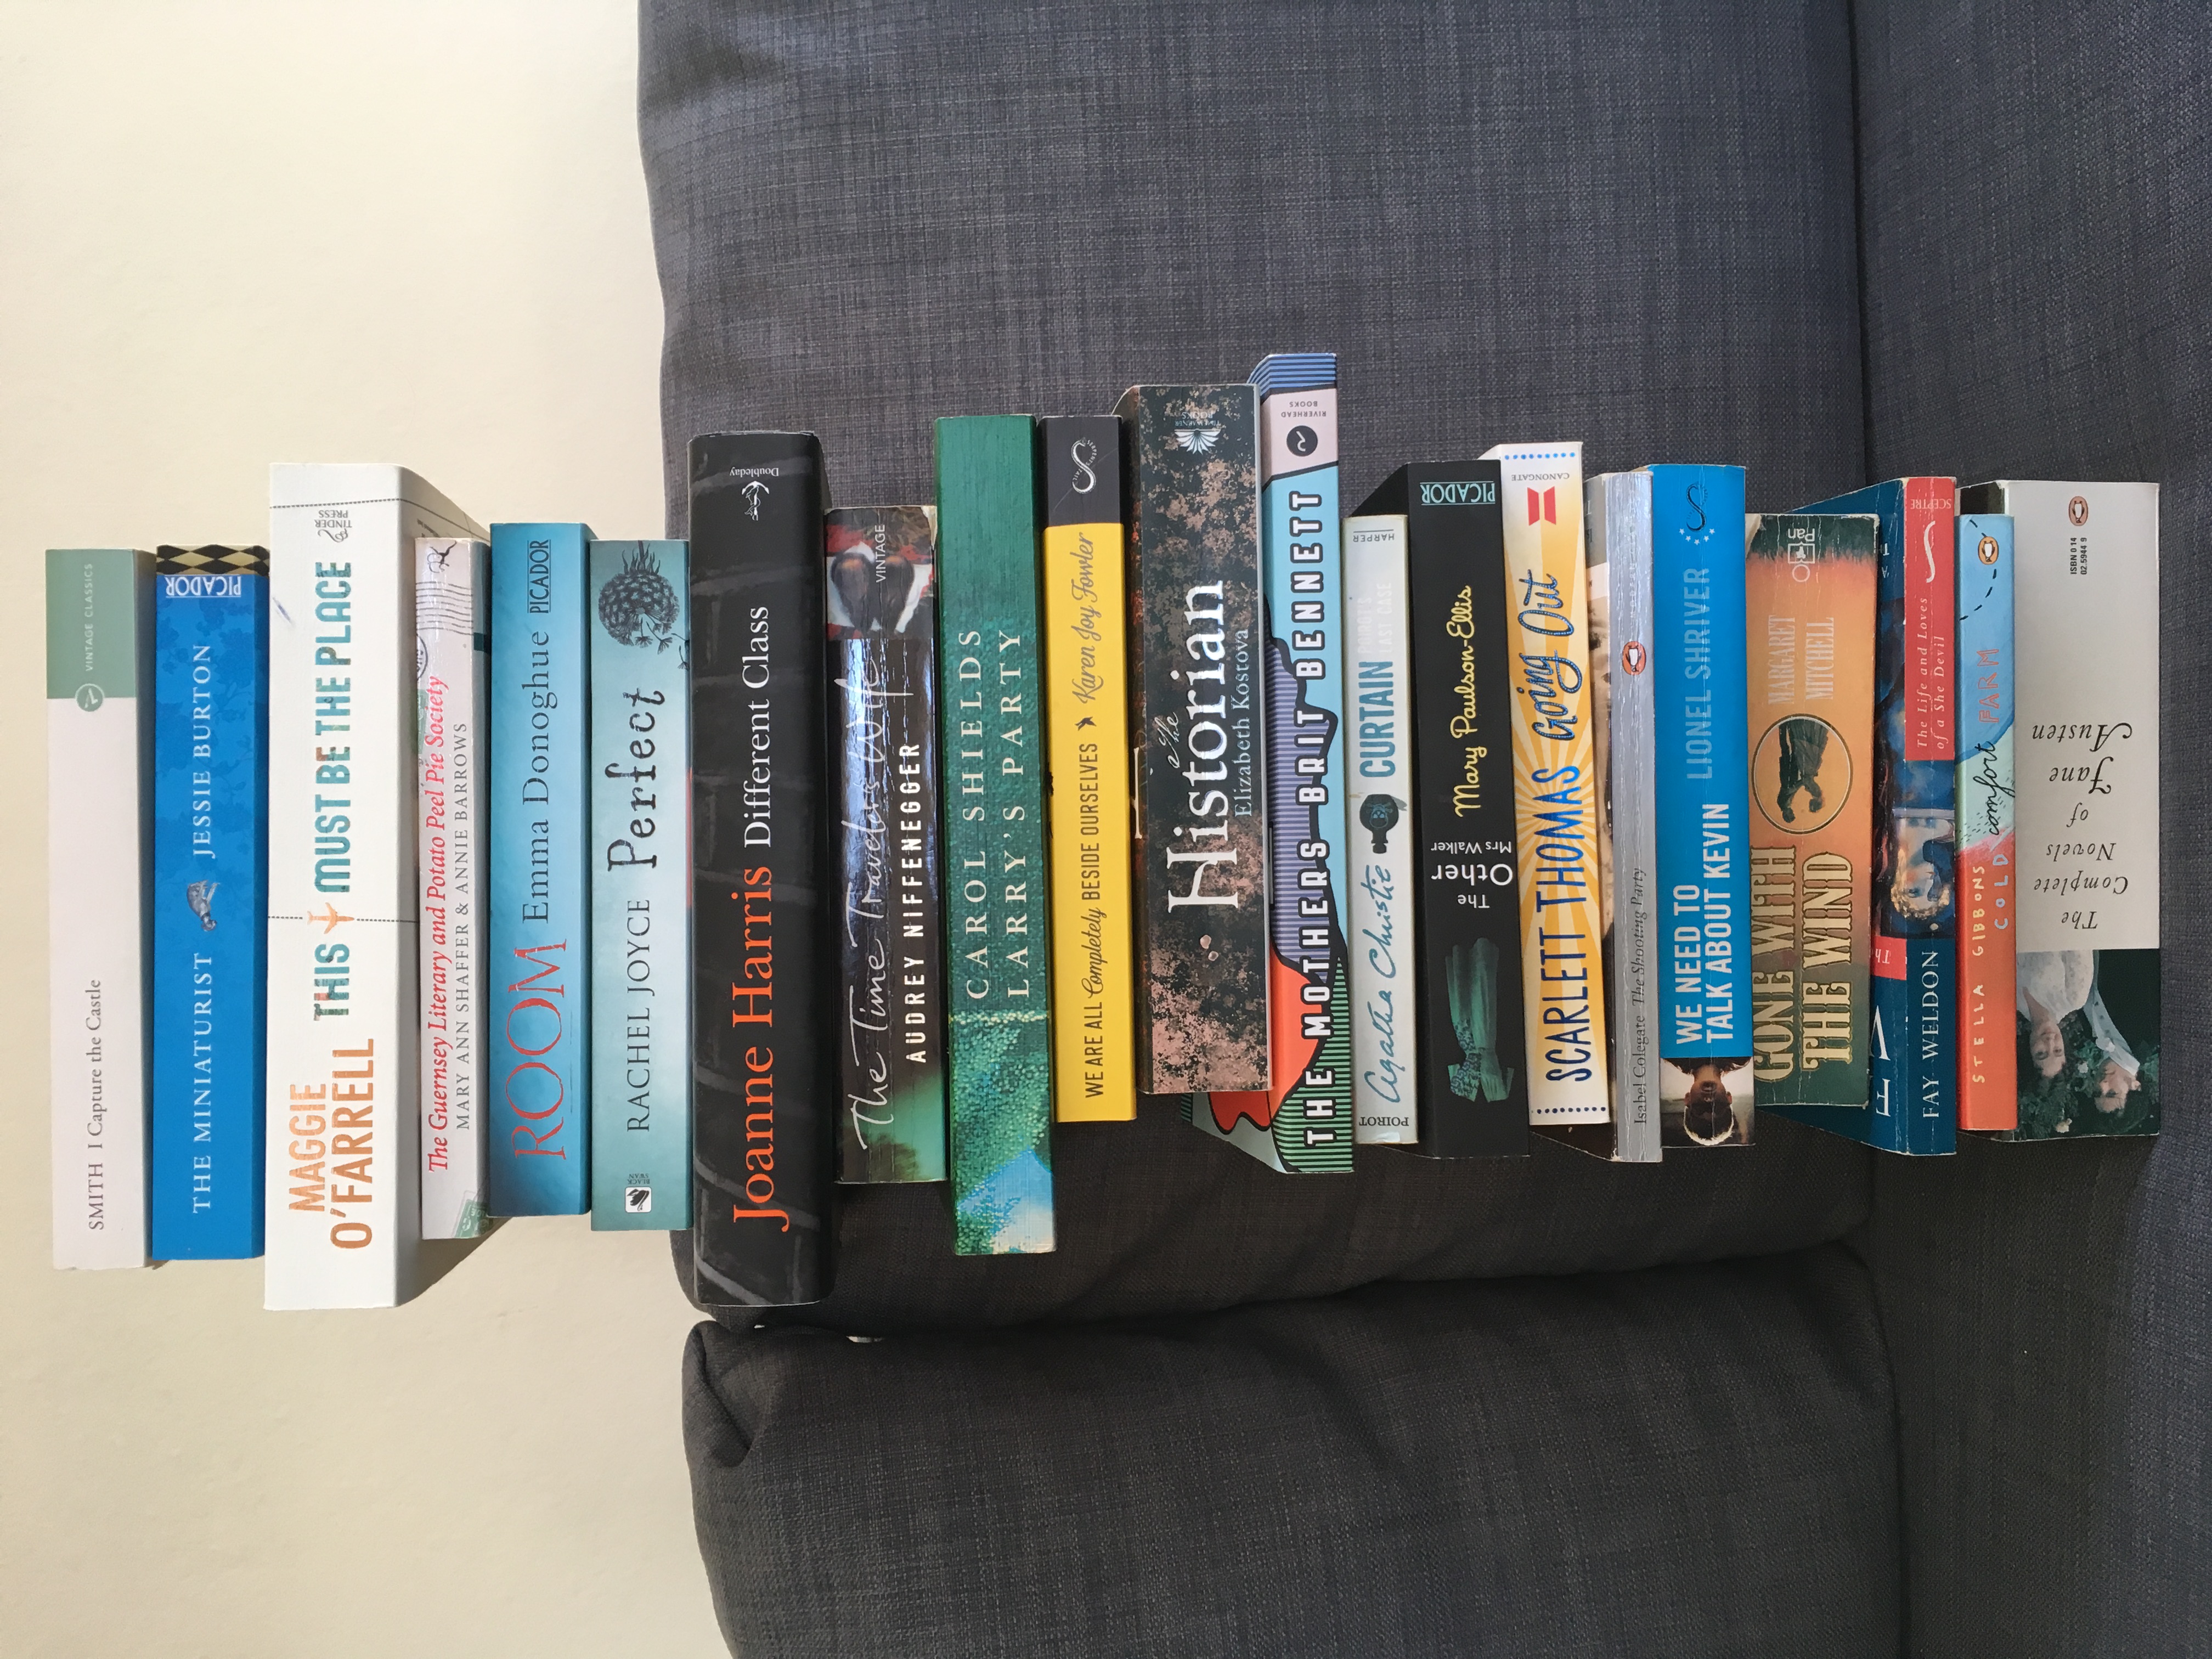 SMITH I Capture the Castle
VINTAGE CLASSICS
THE MINIATURIST JESSIE BURTON
PICADOR
MAGGIE
O'FARRELL
THIS MUST BE THE PLACE
TINDER
PRESS
The Guernsey Literary and Potato Peel Pie Society
MARY ANN SHAFFER & ANNIE BARROWS
ROOM Emma Donoghue PICADOR
BLACK
SWAN
RACHEL JOYCE Perfect
Joanne Harris Different Class
Doubleday
The Time Traveler's Wife
AUDREY NIFFENEGGER
VINTAGE
CAROL SHIELDS
LARRY'S PARTY
WE ARE ALL Completely BESIDE OURSELVES Karen Joy Fowler
The
Historian
Elizabeth Kostova
THE MOTHERS BRIT BENNETT
RIVERHEAD
BOOKS
POIROT
Agatha Christie
CURTAIN
POIROT'S
LAST CASE
HARPER
The
Other
Mrs Walker
Mary Paulson-Ellis
PICADOR
SCARLETT THOMAS Going Out
CANONGATE
Isabel Colegate The Shooting Party
WE NEED TO
TALK ABOUT KEVIN
LIONEL SHRIVER
GONE WITH
THE WIND
MARGARET
MITCHELL
Pan
FAY WELDON
The Life and Loves
of a She Devil
SCEPTRE
STELLA GIBBONS
COLD comfort FARM
The
Complete
Novels
of
Jane
Austen
ISBN 0 14
02.5944 9